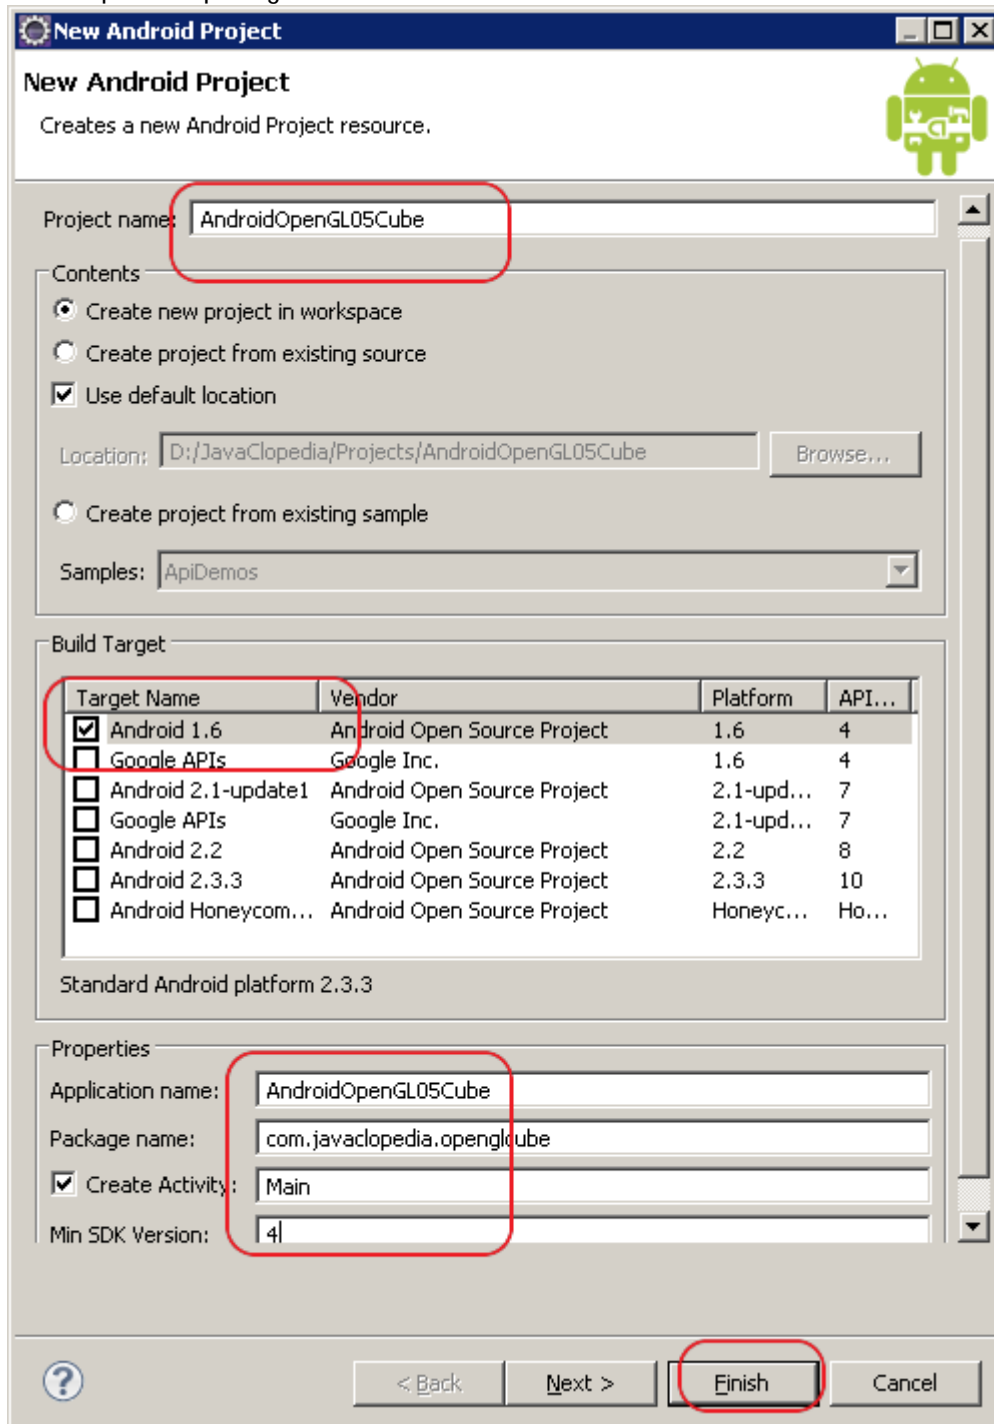 New Android Project
New Android Project
Creates a new Android Project resource.
Project name: AndroidOpenGL05Cube
Contents
Create new project in workspace
Create project from existing source
Use default location
Location: D:/JavaClopedia/Projects/AndroidOpenGL05Cube Browse...
Create project from existing sample
Samples: ApiDemos
Build Target
Target Name Vendor Platform API...
Android 1.6 Android Open Source Project 1.6 4
Google APIs Google Inc. 1.6 4
Android 2.1-update1 Android Open Source Project 2.1-upd... 7
Google APIs Google Inc. 2.1-upd... 7
Android 2.2 Android Open Source Project 2.2 8
Android 2.3.3 Android Open Source Project 2.3.3 10
Android Honeycom... Android Open Source Project Honeyc... Ho...
Standard Android platform 2.3.3
Properties
Application name: AndroidOpenGL05Cube
Package name: com.javaclopedia.openglcube
Create Activity: Main
Min SDK Version: 4
? < Back Next > Finish Cancel